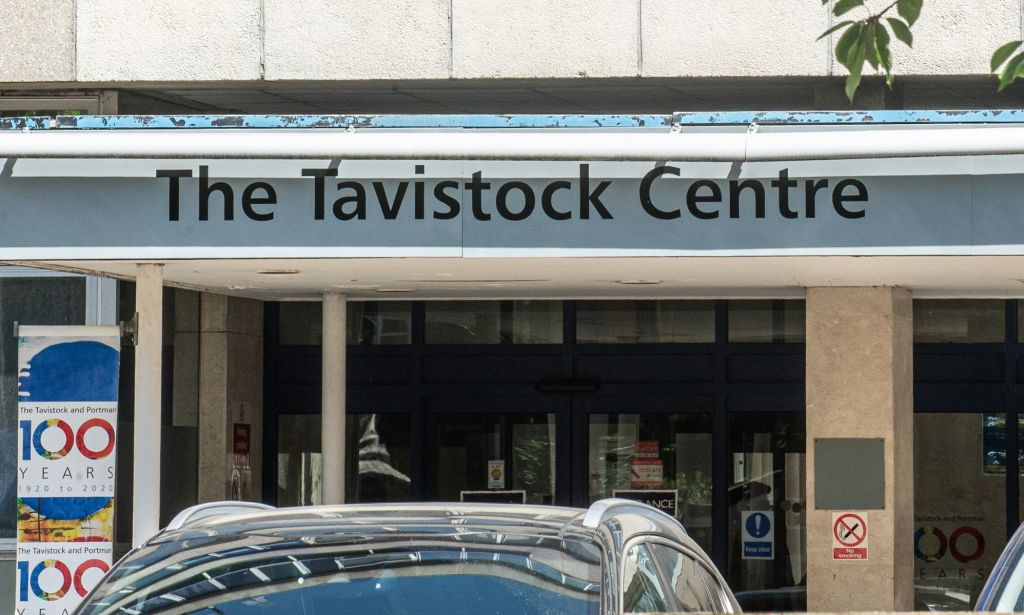 The Tavistock Centre
The Tavistock and Portman
100
YEARS
1920 to 2020
The Tavistock and Portman
100
Keep clear
No
smoking
Tavistock and Portman
100
YEARS